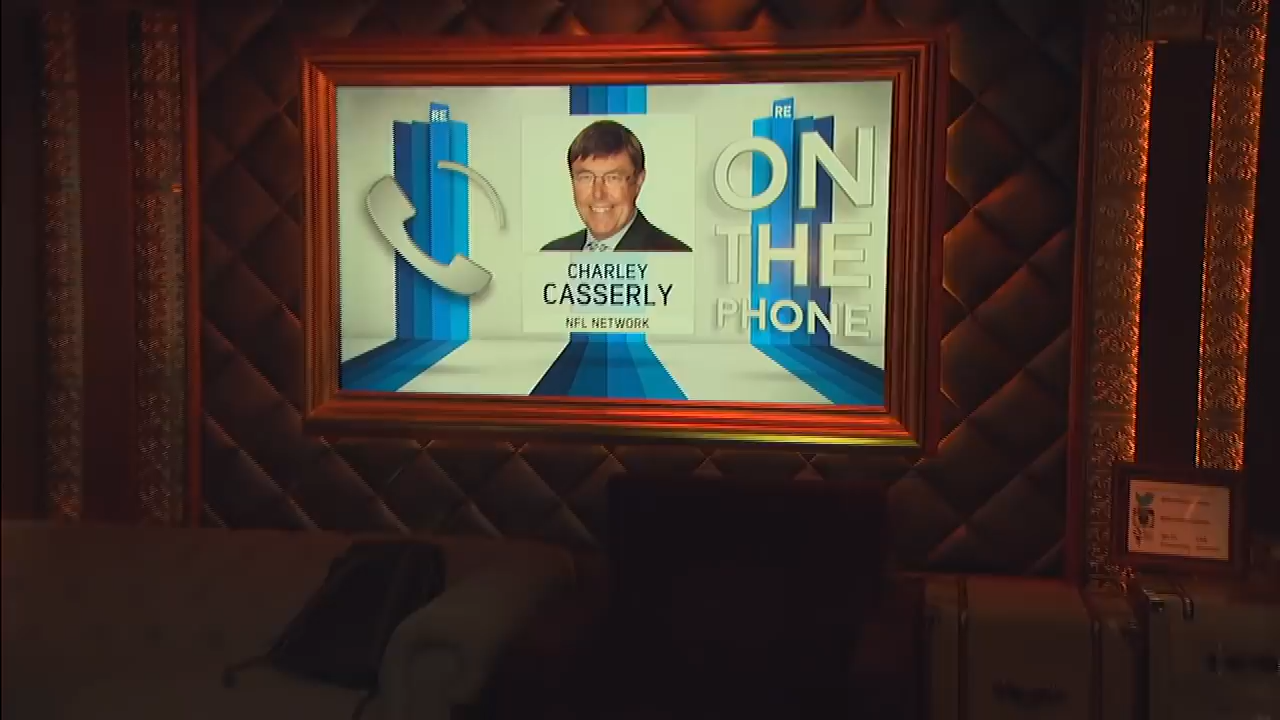 RE
RE
ON
THE
PHONE
CHARLEY
CASSERLY
NFL NETWORK